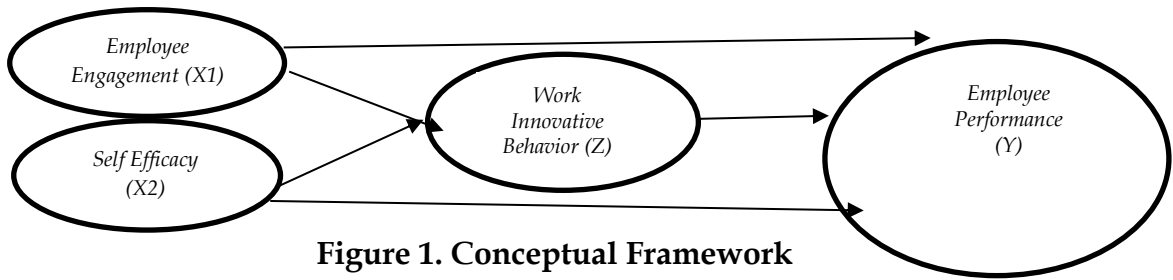 Employee
Engagement (X1)
Self Efficacy
(X2)
Work
Innovative
Behavior (Z)
Employee
Performance
(Y)
Figure 1. Conceptual Framework